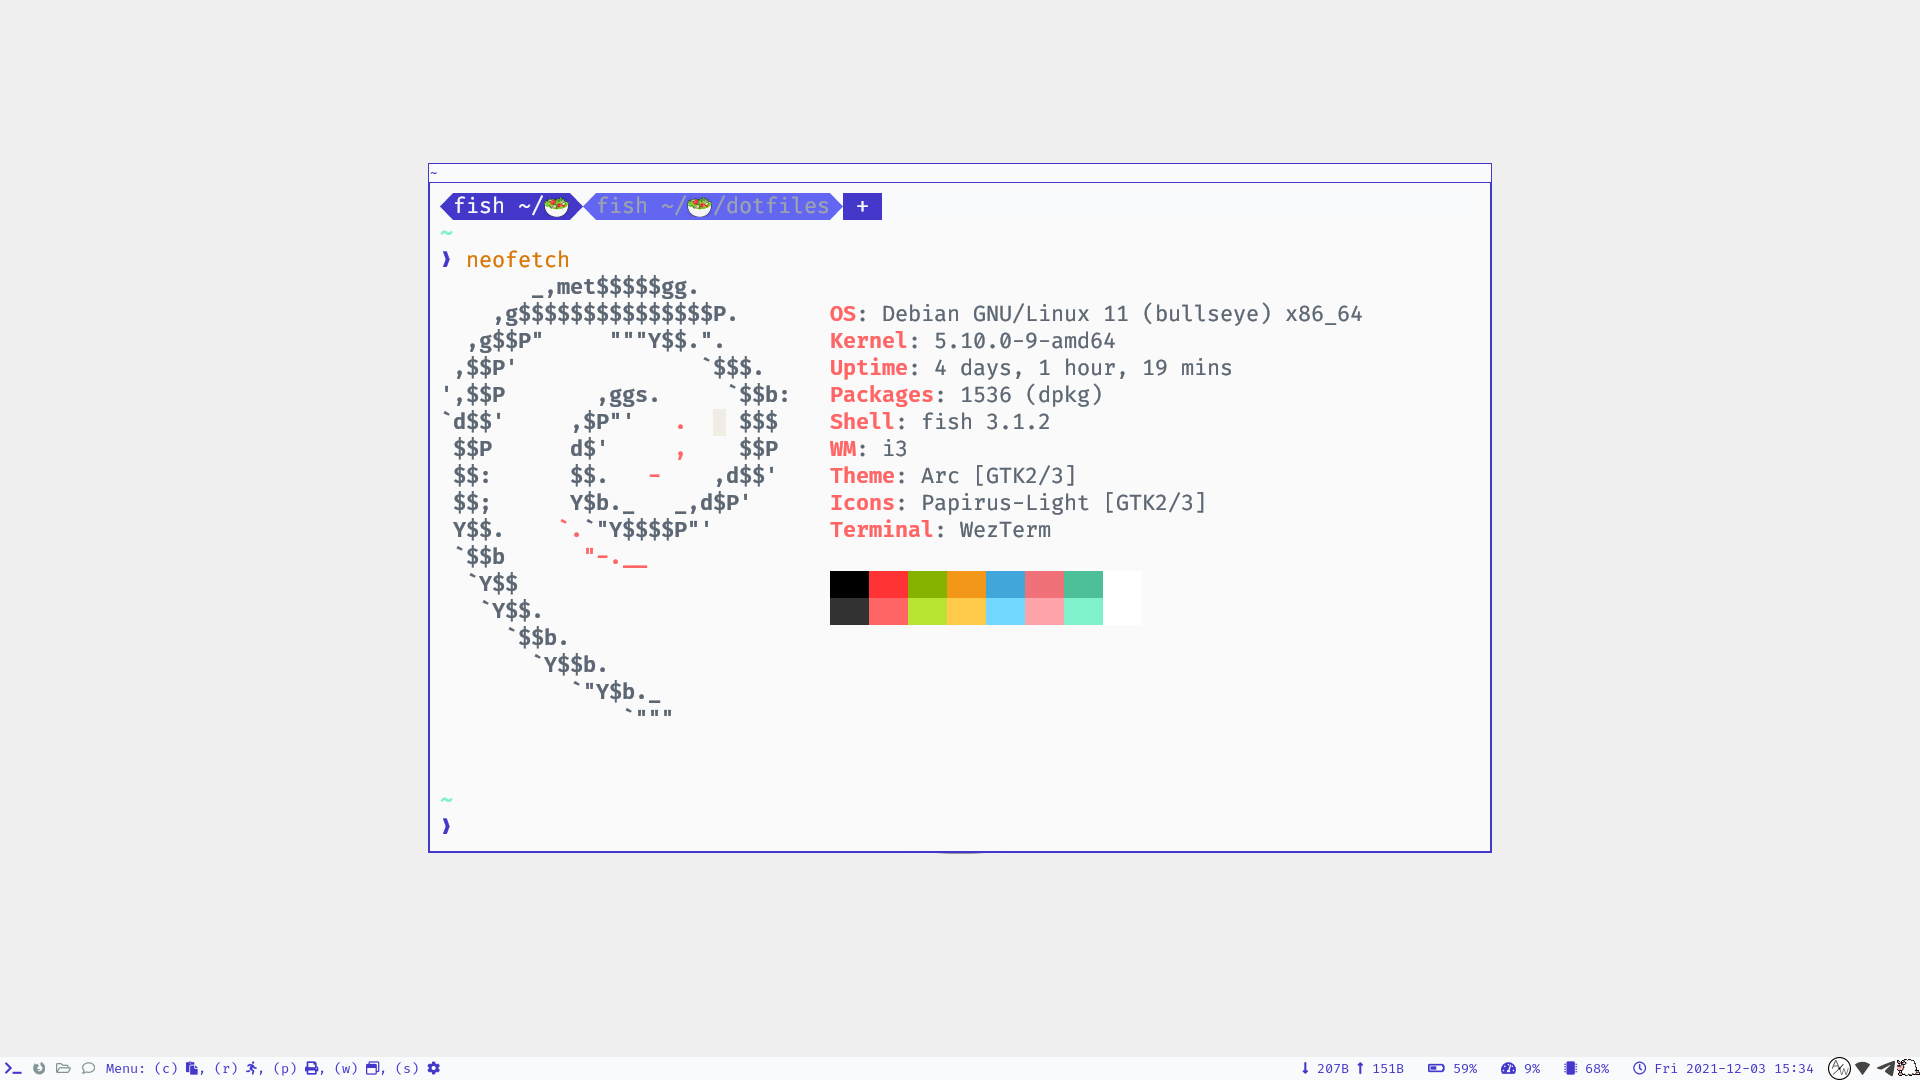 ~
fish ~/🥗 fish ~/🥗/dotfiles +
~
❯ neofetch
       _,met$$$$$gg.
    ,g$$$$$$$$$$$$$$$P.        OS: Debian GNU/Linux 11 (bullseye) x86_64
  ,g$$P"     """Y$$.".        Kernel: 5.10.0-9-amd64
 ,$$P'              `$$$.     Uptime: 4 days, 1 hour, 19 mins
',$$P       ,ggs.     `$$b:   Packages: 1536 (dpkg)
`d$$'     ,$P"'   .    $$$    Shell: fish 3.1.2
 $$P      d$'     ,    $$P    WM: i3
 $$:      $$.   -    ,d$$'    Theme: Arc [GTK2/3]
 $$;      Y$b._   _,d$P'      Icons: Papirus-Light [GTK2/3]
 Y$$.    `.`"Y$$$$P"'         Terminal: WezTerm
 `$$b      "-.__
  `Y$$
   `Y$$.
     `$$b.
       `Y$$b.
          `"Y$b._
              `"""
~
❯
Menu: (c) , (r) , (p) , (w) , (s) ↓ 207B ↑ 151B 59% 9% 68% Fri 2021-12-03 15:34 AW